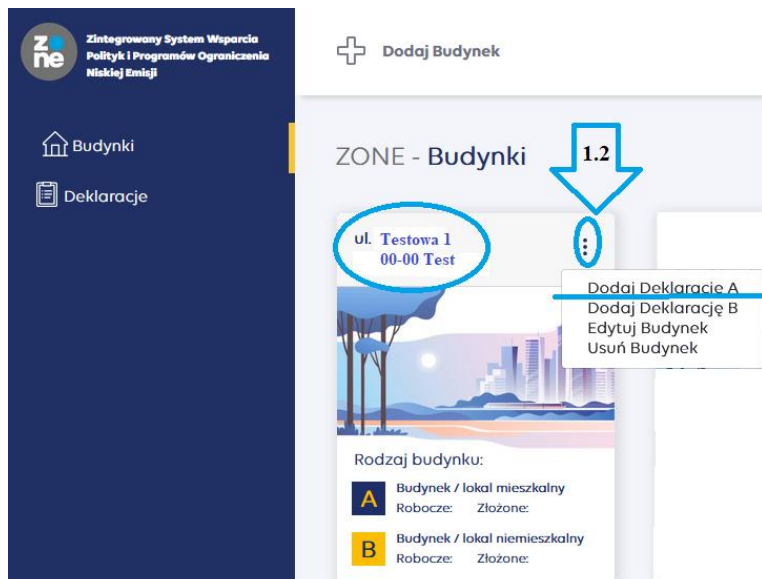 zone
Zintegrowany System Wsparcia
Polityk i Programów Ograniczenia
Niskiej Emisji
Dodaj Budynek
Budynki
Deklaracje
ZONE - Budynki
1.2
ul. Testowa 1
00-00 Test
Dodaj Deklarację A
Dodaj Deklarację B
Edytuj Budynek
Usuń Budynek
Rodzaj budynku:
A
Budynek / lokal mieszkalny
Robocze: Złożone:
B
Budynek / lokal niemieszkalny
Robocze: Złożone: